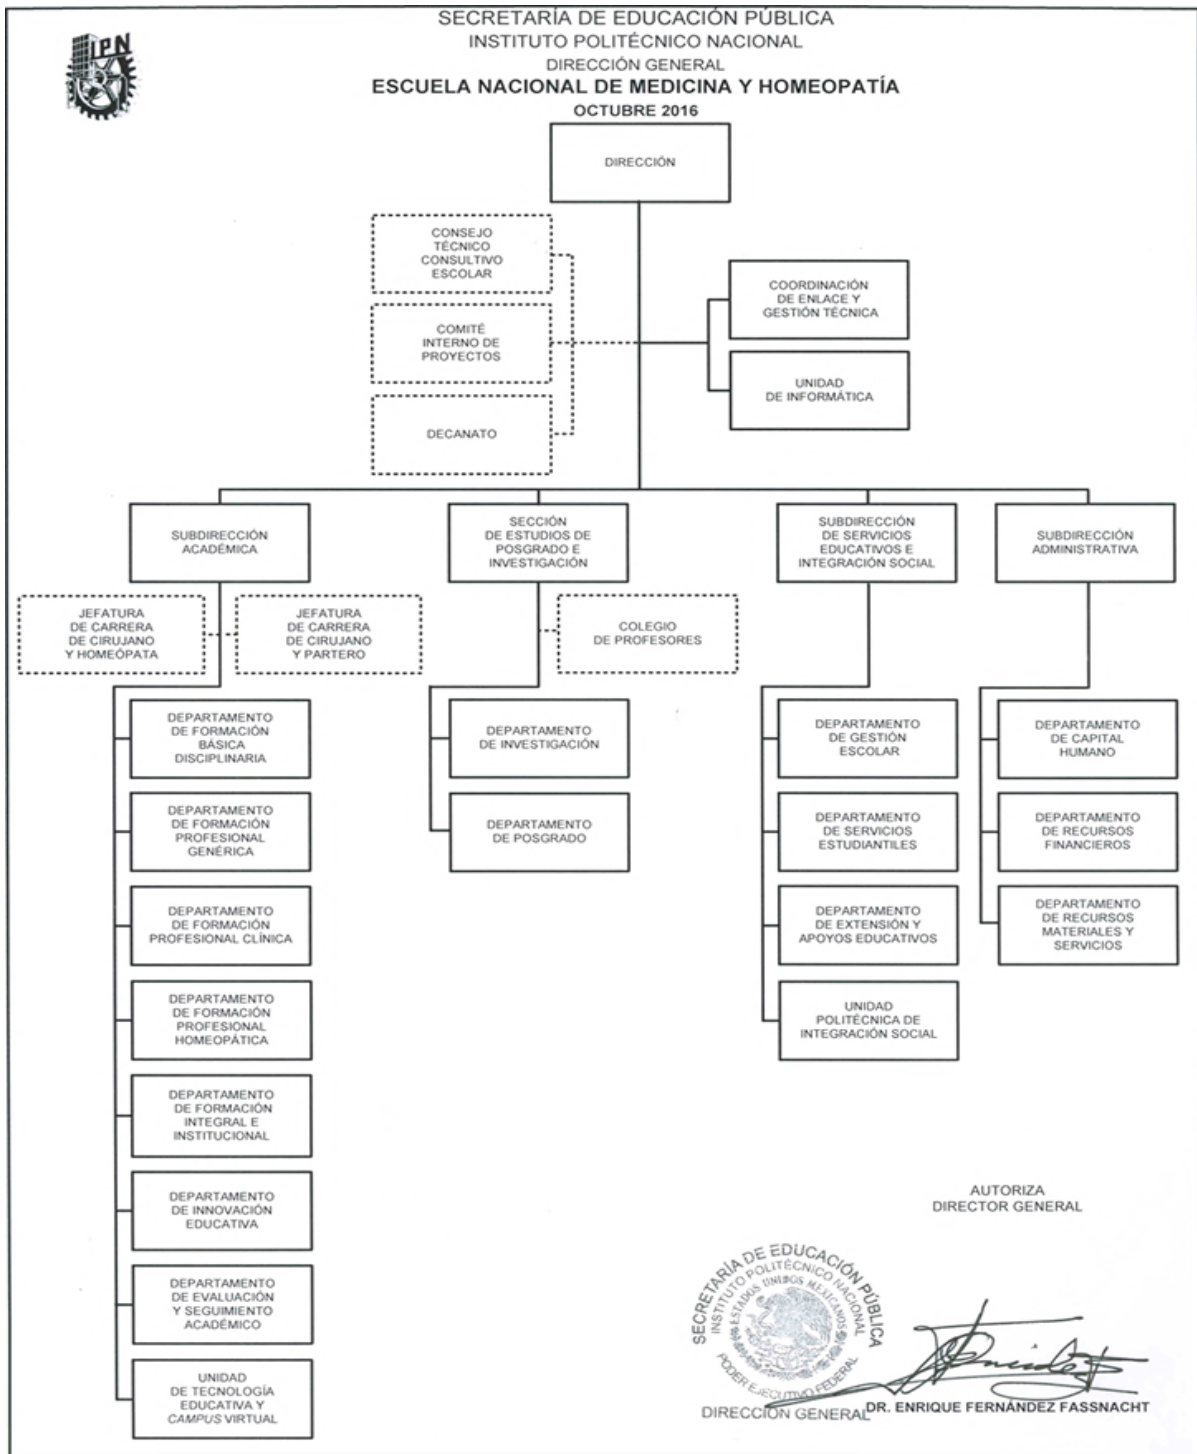 IPN
SECRETARÍA DE EDUCACIÓN PÚBLICA
INSTITUTO POLITÉCNICO NACIONAL
DIRECCIÓN GENERAL
ESCUELA NACIONAL DE MEDICINA Y HOMEOPATÍA
OCTUBRE 2016
DIRECCIÓN
CONSEJO
TÉCNICO
CONSULTIVO
ESCOLAR
COMITÉ
INTERNO DE
PROYECTOS
DECANATO
COORDINACIÓN
DE ENLACE Y
GESTIÓN TÉCNICA
UNIDAD
DE INFORMÁTICA
SUBDIRECCIÓN
ACADÉMICA
SECCIÓN
DE ESTUDIOS DE
POSGRADO E
INVESTIGACIÓN
SUBDIRECCIÓN
DE SERVICIOS
EDUCATIVOS E
INTEGRACIÓN SOCIAL
SUBDIRECCIÓN
ADMINISTRATIVA
JEFATURA
DE CARRERA
DE CIRUJANO
Y HOMEÓPATA
JEFATURA
DE CARRERA
DE CIRUJANO
Y PARTERO
COLEGIO
DE PROFESORES
DEPARTAMENTO
DE FORMACIÓN
BÁSICA
DISCIPLINARIA
DEPARTAMENTO
DE FORMACIÓN
PROFESIONAL
GENÉRICA
DEPARTAMENTO
DE FORMACIÓN
PROFESIONAL CLÍNICA
DEPARTAMENTO
DE FORMACIÓN
PROFESIONAL
HOMEOPÁTICA
DEPARTAMENTO
DE FORMACIÓN
INTEGRAL E
INSTITUCIONAL
DEPARTAMENTO
DE INNOVACIÓN
EDUCATIVA
DEPARTAMENTO
DE EVALUACIÓN
Y SEGUIMIENTO
ACADÉMICO
UNIDAD
DE TECNOLOGÍA
EDUCATIVA Y
CAMPUS VIRTUAL
DEPARTAMENTO
DE INVESTIGACIÓN
DEPARTAMENTO
DE POSGRADO
DEPARTAMENTO
DE GESTIÓN
ESCOLAR
DEPARTAMENTO
DE SERVICIOS
ESTUDIANTILES
DEPARTAMENTO
DE EXTENSIÓN Y
APOYOS EDUCATIVOS
UNIDAD
POLITÉCNICA DE
INTEGRACIÓN SOCIAL
DEPARTAMENTO
DE CAPITAL
HUMANO
DEPARTAMENTO
DE RECURSOS
FINANCIEROS
DEPARTAMENTO
DE RECURSOS
MATERIALES Y
SERVICIOS
AUTORIZA
DIRECTOR GENERAL
SECRETARÍA DE EDUCACIÓN PÚBLICA
INSTITUTO POLITÉCNICO NACIONAL
ESTADOS UNIDOS MEXICANOS
PODER EJECUTIVO FEDERAL
DIRECCIÓN GENERAL
DR. ENRIQUE FERNÁNDEZ FASSNACHT